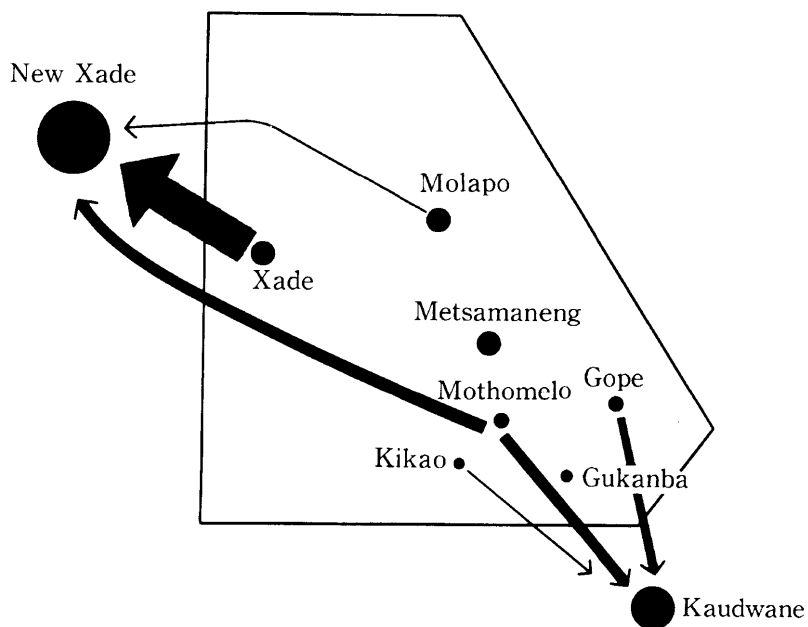 New Xade
Molapo
Xade
Metsamaneng
Mothomelo
Gope
Kikao
Gukanba
Kaudwane